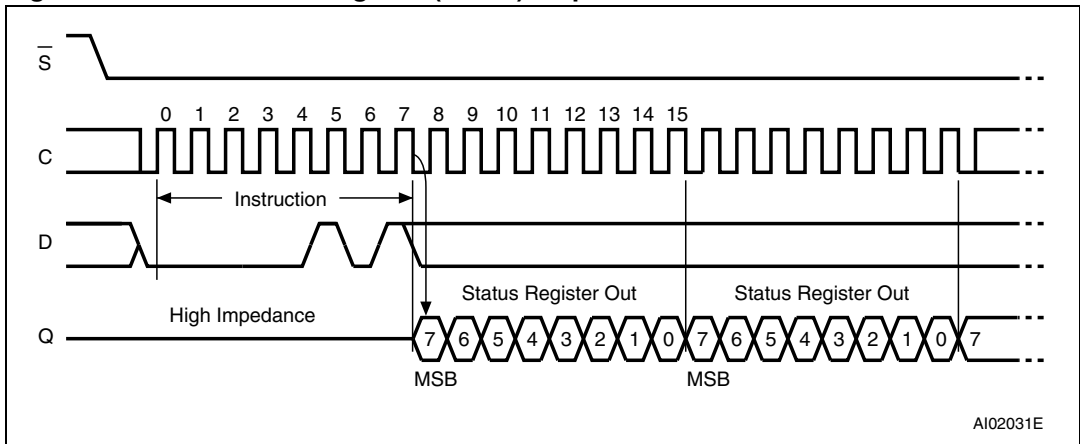 S
0 1 2 3 4 5 6 7 8 9 10 11 12 13 14 15
C
Instruction
D
Status Register Out Status Register Out
High Impedance
Q 7 6 5 4 3 2 1 0 7 6 5 4 3 2 1 0 7
MSB MSB
AI02031E